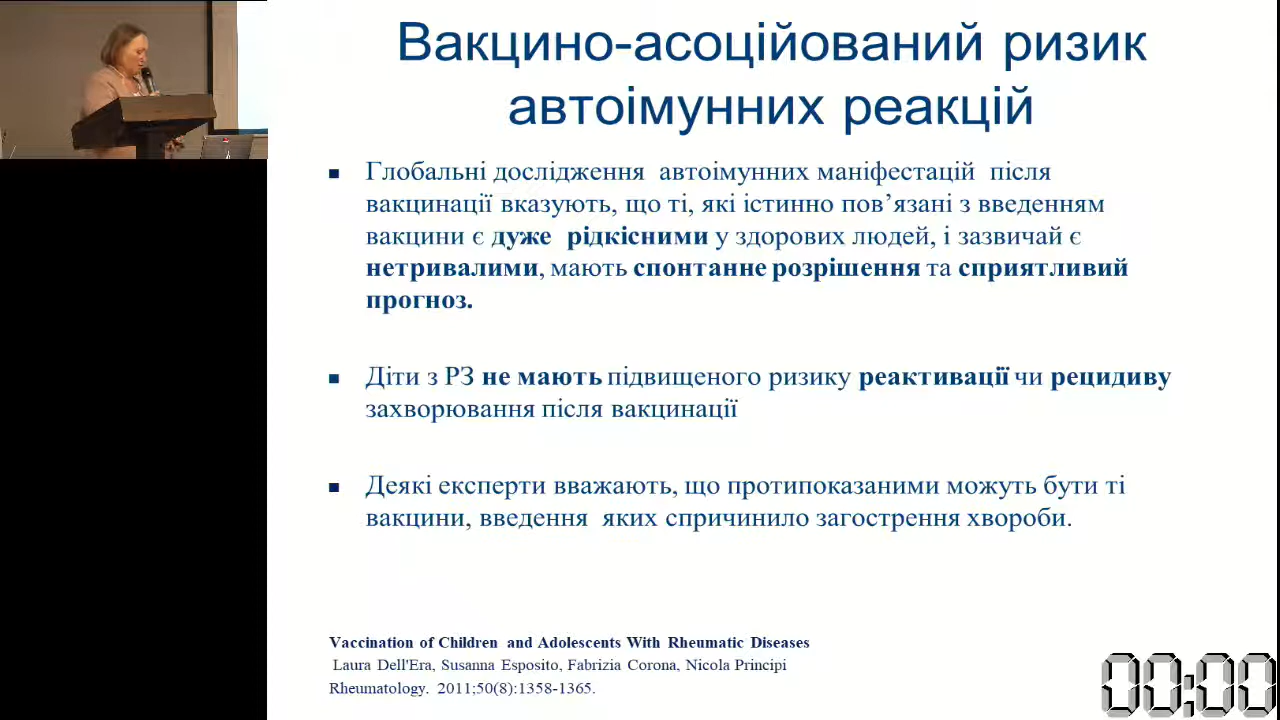 Вакцино-асоційований ризик
автоімунних реакцій
Глобальні дослідження автоімунних маніфестацій після
вакцинації вказують, що ті, які істинно пов’язані з введенням
вакцини є дуже рідкісними у здорових людей, і зазвичай є
нетривалими, мають спонтанне розрішення та сприятливий
прогноз.
Діти з РЗ не мають підвищеного ризику реактивації чи рецидиву
захворювання після вакцинації
Деякі експерти вважають, що протипоказаними можуть бути ті
вакцини, введення яких спричинило загострення хвороби.
Vaccination of Children and Adolescents With Rheumatic Diseases
Laura Dell'Era, Susanna Esposito, Fabrizia Corona, Nicola Principi
Rheumatology. 2011;50(8):1358-1365.
00:00